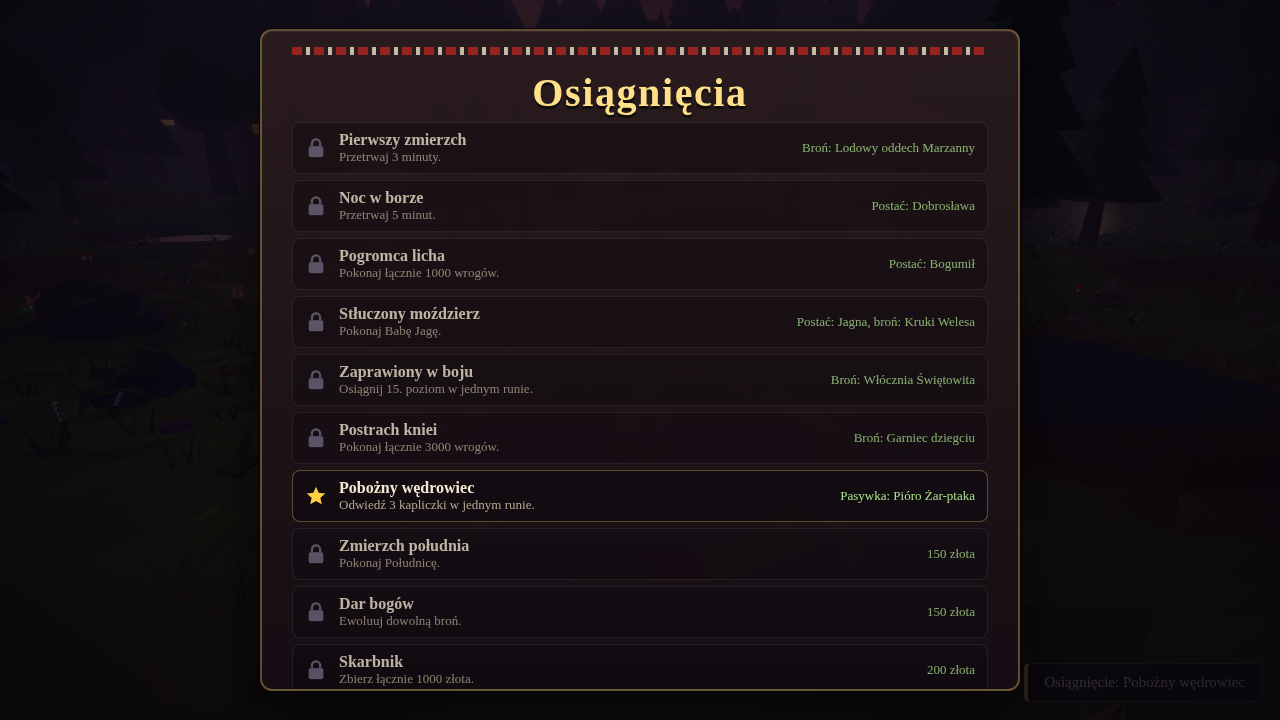 Osiągnięcia
Pierwszy zmierzch
Przetrwaj 3 minuty.
Broń: Lodowy oddech Marzanny
Noc w borze
Przetrwaj 5 minut.
Postać: Dobrosława
Pogromca licha
Pokonaj łącznie 1000 wrogów.
Postać: Bogumił
Stłuczony moździerz
Pokonaj Babę Jagę.
Postać: Jagna, broń: Kruki Welesa
Zaprawiony w boju
Osiągnij 15. poziom w jednym runie.
Broń: Włócznia Świętowita
Postrach kniei
Pokonaj łącznie 3000 wrogów.
Broń: Garniec dziegciu
Pobożny wędrowiec
Odwiedź 3 kapliczki w jednym runie.
Pasywka: Pióro Żar-ptaka
Zmierzch południa
Pokonaj Południcę.
150 złota
Dar bogów
Ewoluuj dowolną broń.
150 złota
Skarbnik
Zbierz łącznie 1000 złota.
200 złota
Osiągnięcie: Pobożny wędrowiec